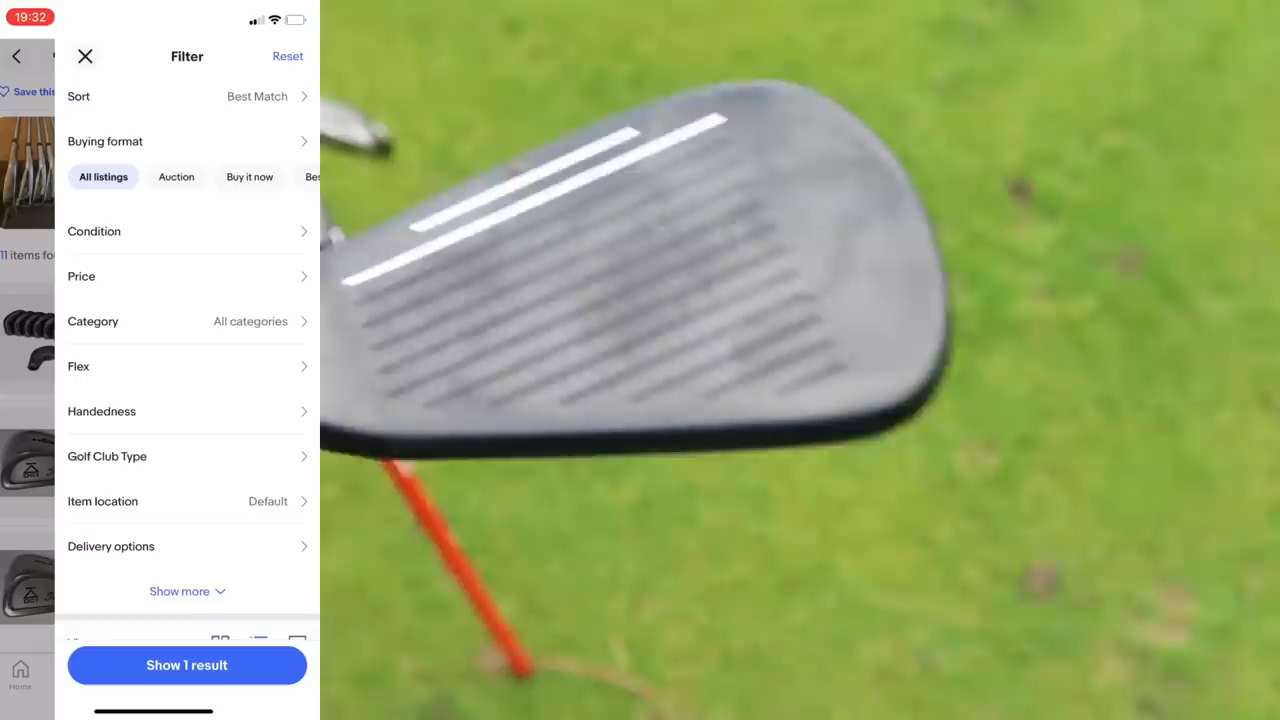 19:32
Filter
Reset
Save this
Sort
Best Match
Buying format
All listings
Auction
Buy it now
Condition
11 items
Price
Category
All categories
Flex
Handedness
Golf Club Type
Item location
Default
Delivery options
Show more
Show 1 result
Home